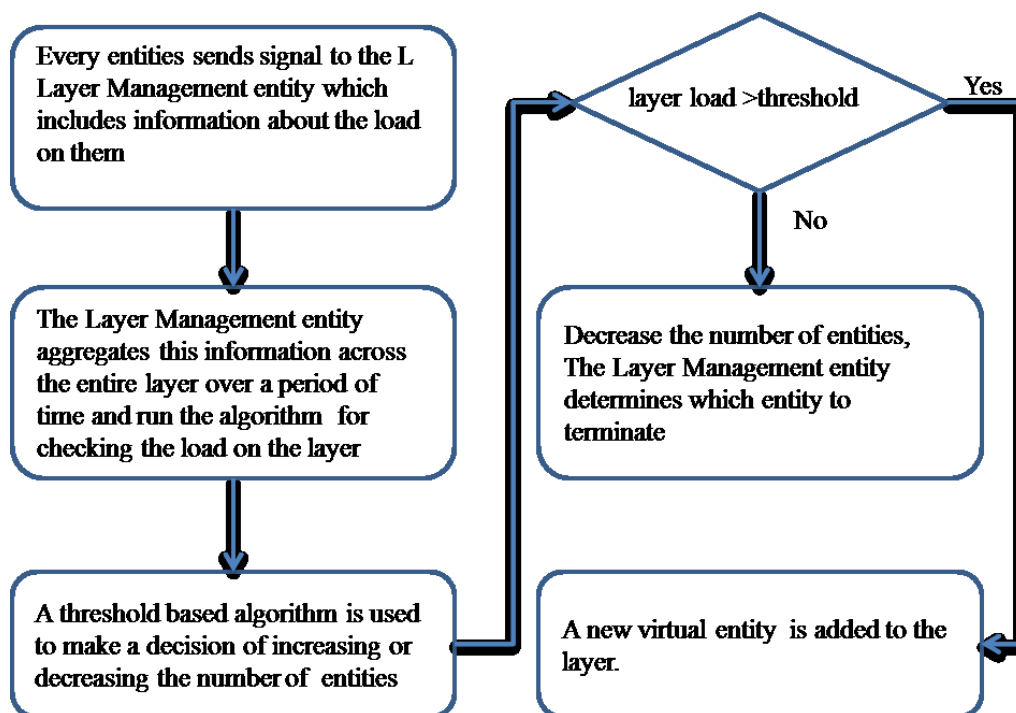 Every entities sends signal to the L
Layer Management entity which
includes information about the load
on them
The Layer Management entity
aggregates this information across
the entire layer over a period of
time and run the algorithm for
checking the load on the layer
A threshold based algorithm is used
to make a decision of increasing or
decreasing the number of entities
layer load >threshold
Yes
No
Decrease the number of entities,
The Layer Management entity
determines which entity to
terminate
A new virtual entity is added to the
layer.